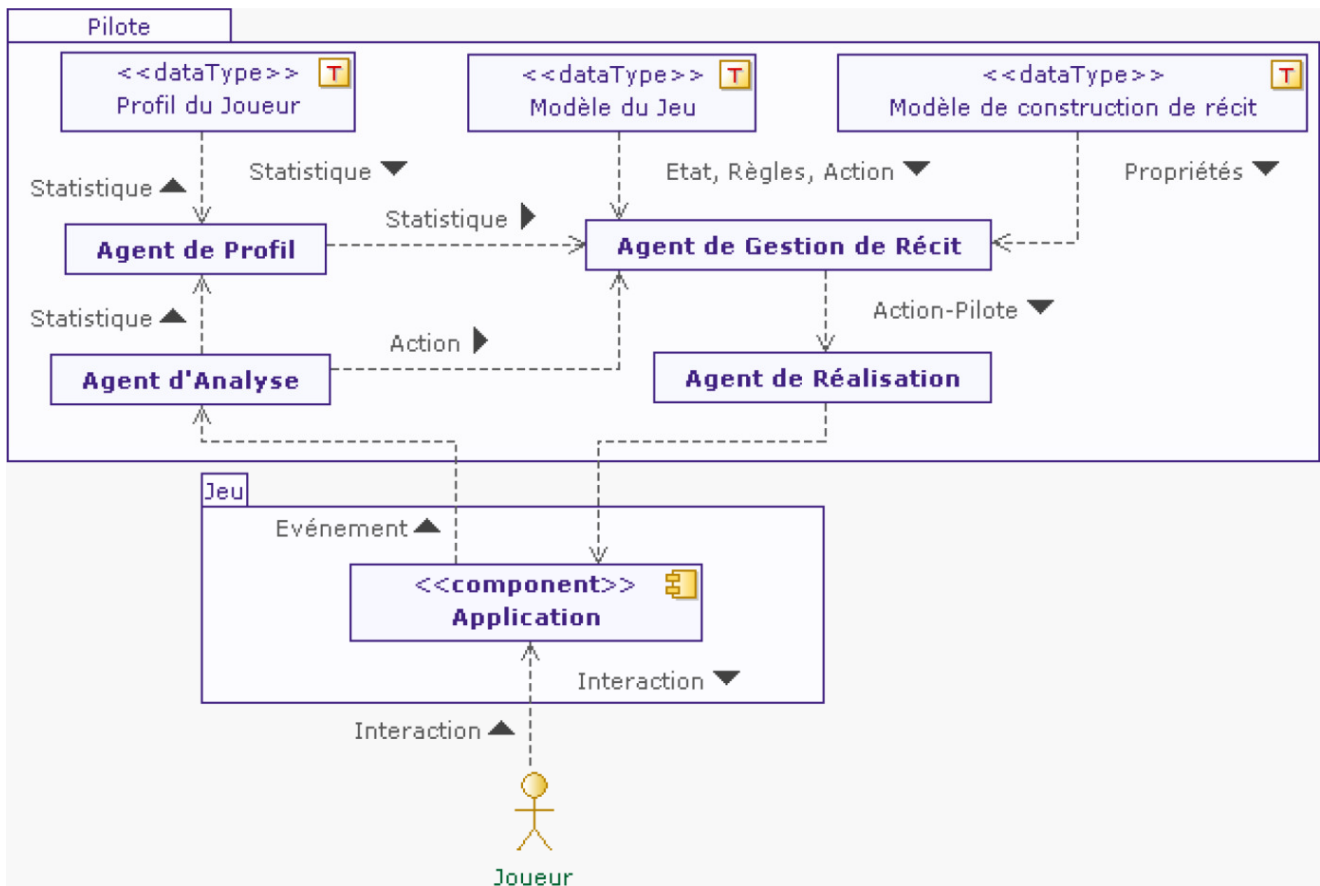 Pilote
<<dataType>>
Profil du Joueur
T
<<dataType>>
Modèle du Jeu
T
<<dataType>>
Modèle de construction de récit
T
Statistique
Statistique
Etat, Règles, Action
Propriétés
Statistique
Agent de Profil
Agent de Gestion de Récit
Statistique
Action-Pilote
Action
Agent d'Analyse
Agent de Réalisation
Jeu
Evénement
<<component>>
Application
Interaction
Interaction
Joueur